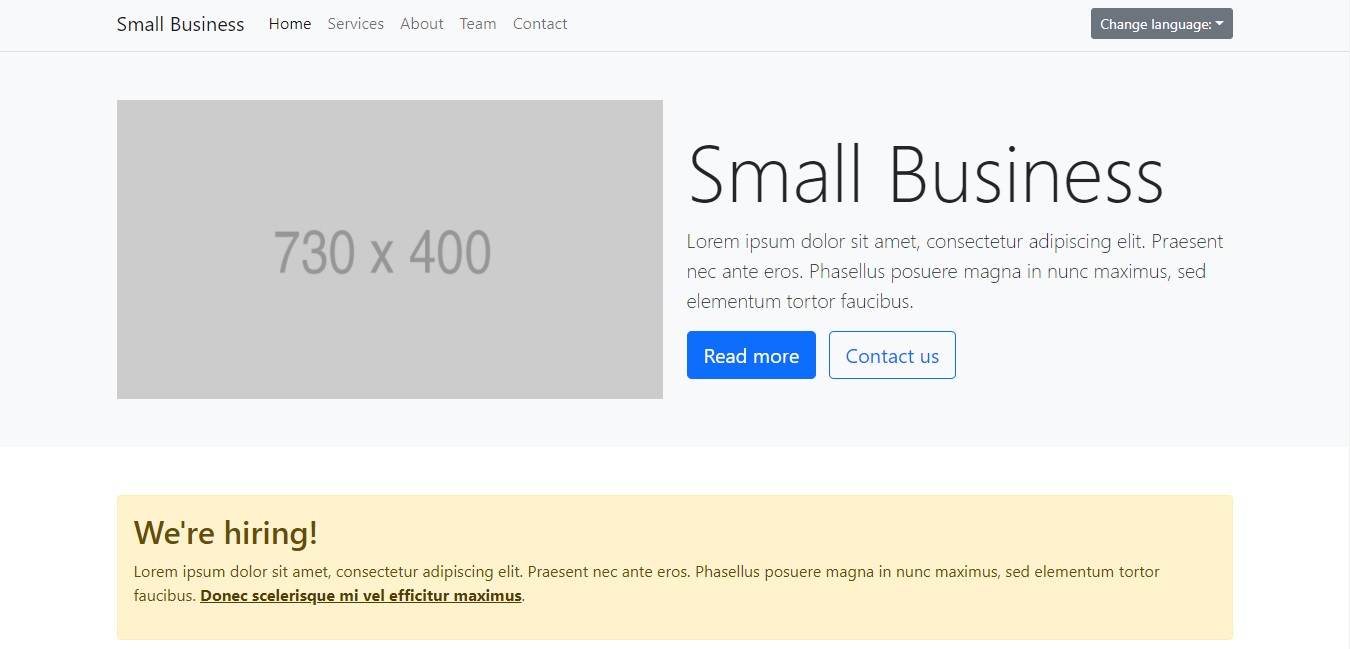 Small Business Home Services About Team Contact Change language:
730 x 400
Small Business
Lorem ipsum dolor sit amet, consectetur adipiscing elit. Praesent
nec ante eros. Phasellus posuere magna in nunc maximus, sed
elementum tortor faucibus.
Read more Contact us
We're hiring!
Lorem ipsum dolor sit amet, consectetur adipiscing elit. Praesent nec ante eros. Phasellus posuere magna in nunc maximus, sed elementum tortor
faucibus. Donec scelerisque mi vel efficitur maximus.